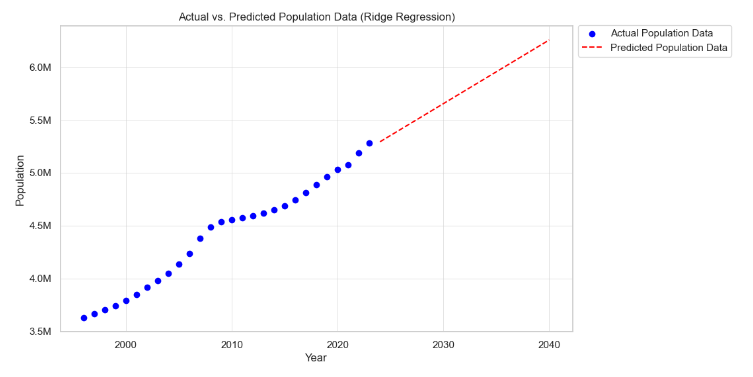 Actual vs. Predicted Population Data (Ridge Regression)
Actual Population Data
Predicted Population Data
6.0M
5.5M
5.0M
4.5M
4.0M
3.5M
Population
2000 2010 2020 2030 2040
Year